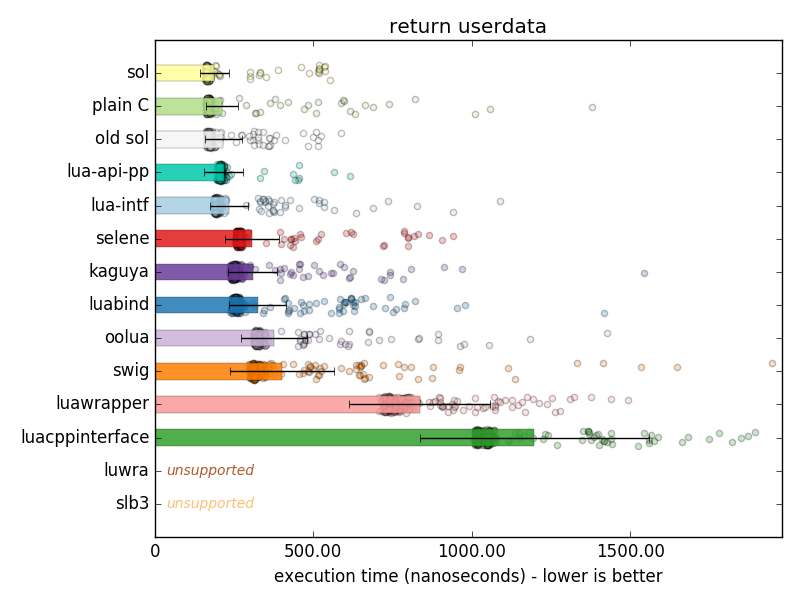 return userdata
sol
plain C
old sol
lua-api-pp
lua-intf
selene
kaguya
luabind
oolua
swig
luawrapper
luacppinterface
luwra unsupported
slb3 unsupported
0 500.00 1000.00 1500.00
execution time (nanoseconds) - lower is better